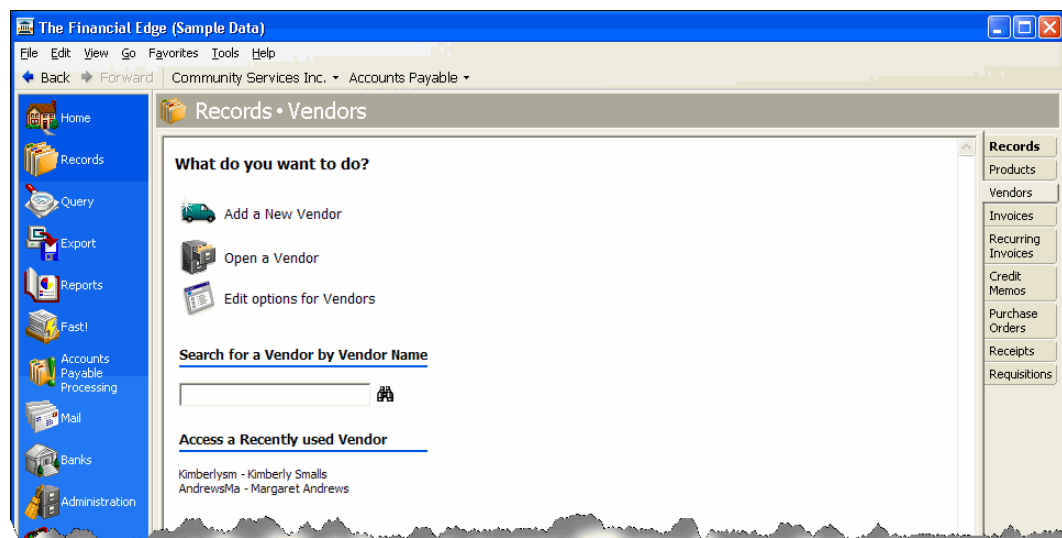 The Financial Edge (Sample Data)
File Edit View Go Favorites Tools Help
Back Forward Community Services Inc. Accounts Payable
Home
Records
Query
Export
Reports
Fast!
Accounts
Payable
Processing
Mail
Banks
Administration
Records • Vendors
What do you want to do?
Add a New Vendor
Open a Vendor
Edit options for Vendors
Search for a Vendor by Vendor Name
Access a Recently used Vendor
Kimberlysm - Kimberly Smalls
AndrewsMa - Margaret Andrews
Records
Products
Vendors
Invoices
Recurring
Invoices
Credit
Memos
Purchase
Orders
Receipts
Requisitions